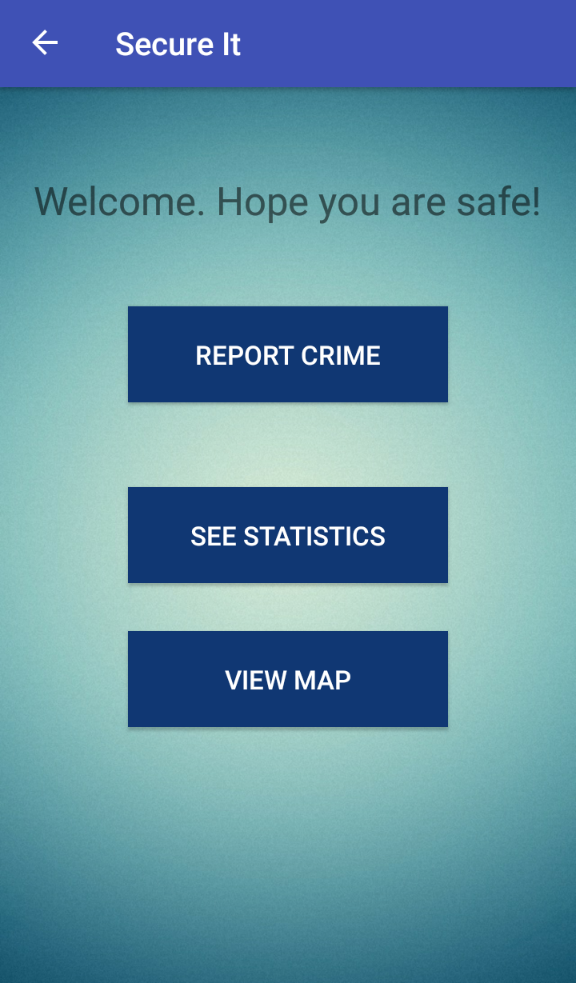 Secure It
Welcome. Hope you are safe!
REPORT CRIME
SEE STATISTICS
VIEW MAP